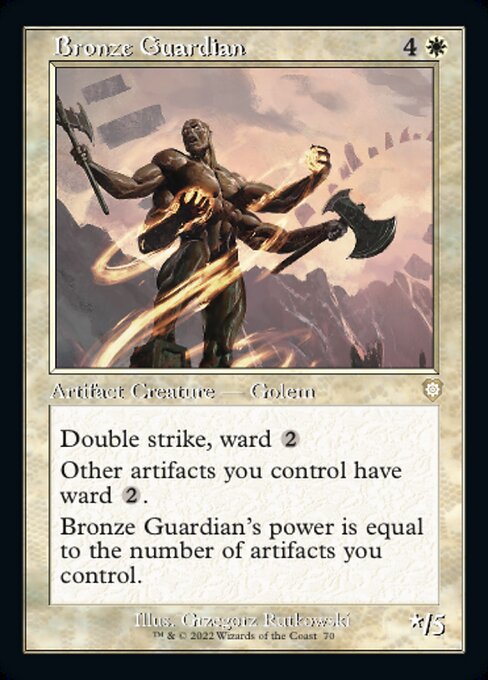 Bronze Guardian 4
Artifact Creature — Golem
Double strike, ward 2
Other artifacts you control have
ward 2.
Bronze Guardian's power is equal
to the number of artifacts you
control.
Illus. Grzegorz Rutkowski
™ & © 2022 Wizards of the Coast 70
*/5